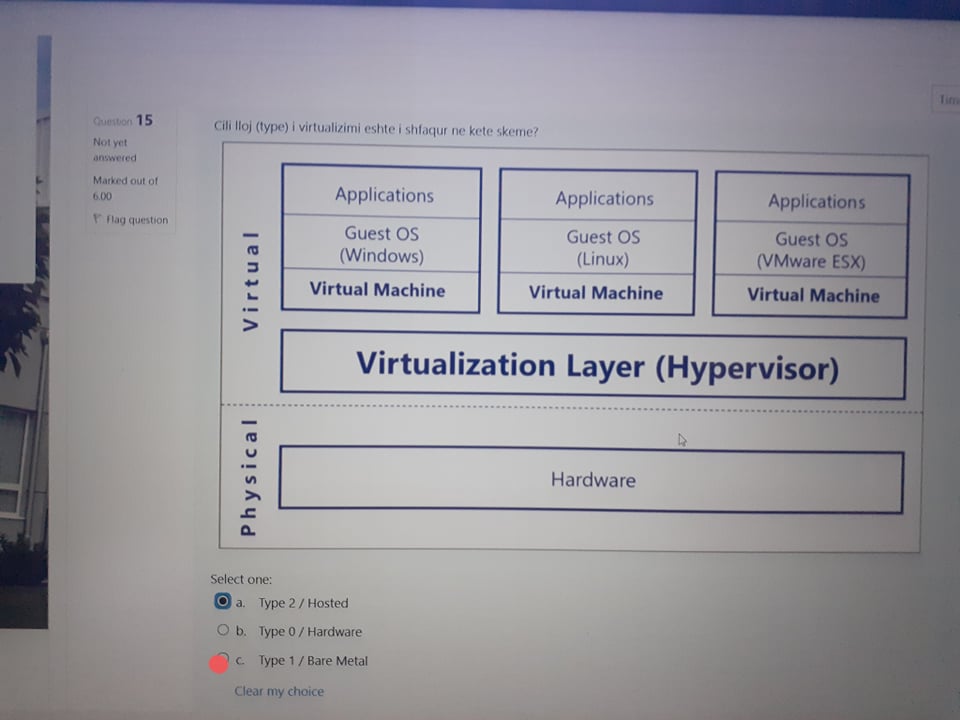 Tim
Question 15
Not yet
answered
Marked out of
6.00
Flag question
Cili lloj (type) i virtualizimi eshte i shfaqur ne kete skeme?
Virtual
Applications
Guest OS
(Windows)
Virtual Machine
Applications
Guest OS
(Linux)
Virtual Machine
Applications
Guest OS
(VMware ESX)
Virtual Machine
Virtualization Layer (Hypervisor)
Physical
Hardware
Select one:
a. Type 2 / Hosted
b. Type 0 / Hardware
c. Type 1 / Bare Metal
Clear my choice